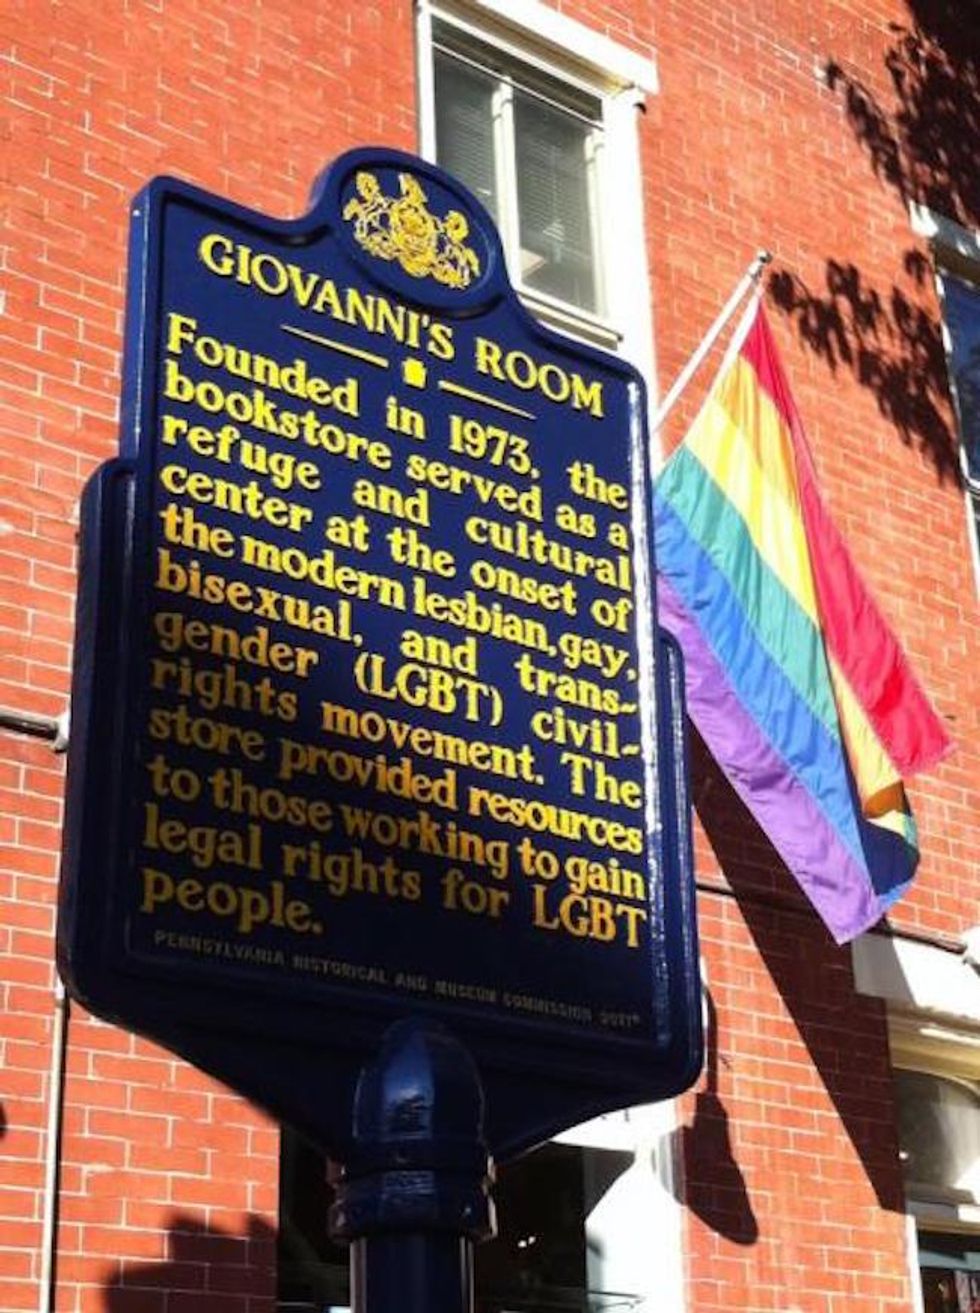 GIOVANNI'S ROOM
Founded in 1973, the
bookstore served as a
refuge and cultural
center at the onset of
the modern lesbian, gay,
bisexual, and trans-
gender (LGBT) civil-
rights movement. The
store provided resources
to those working to gain
legal rights for LGBT
people.
PENNSYLVANIA HISTORICAL AND MUSEUM COMMISSION 2011